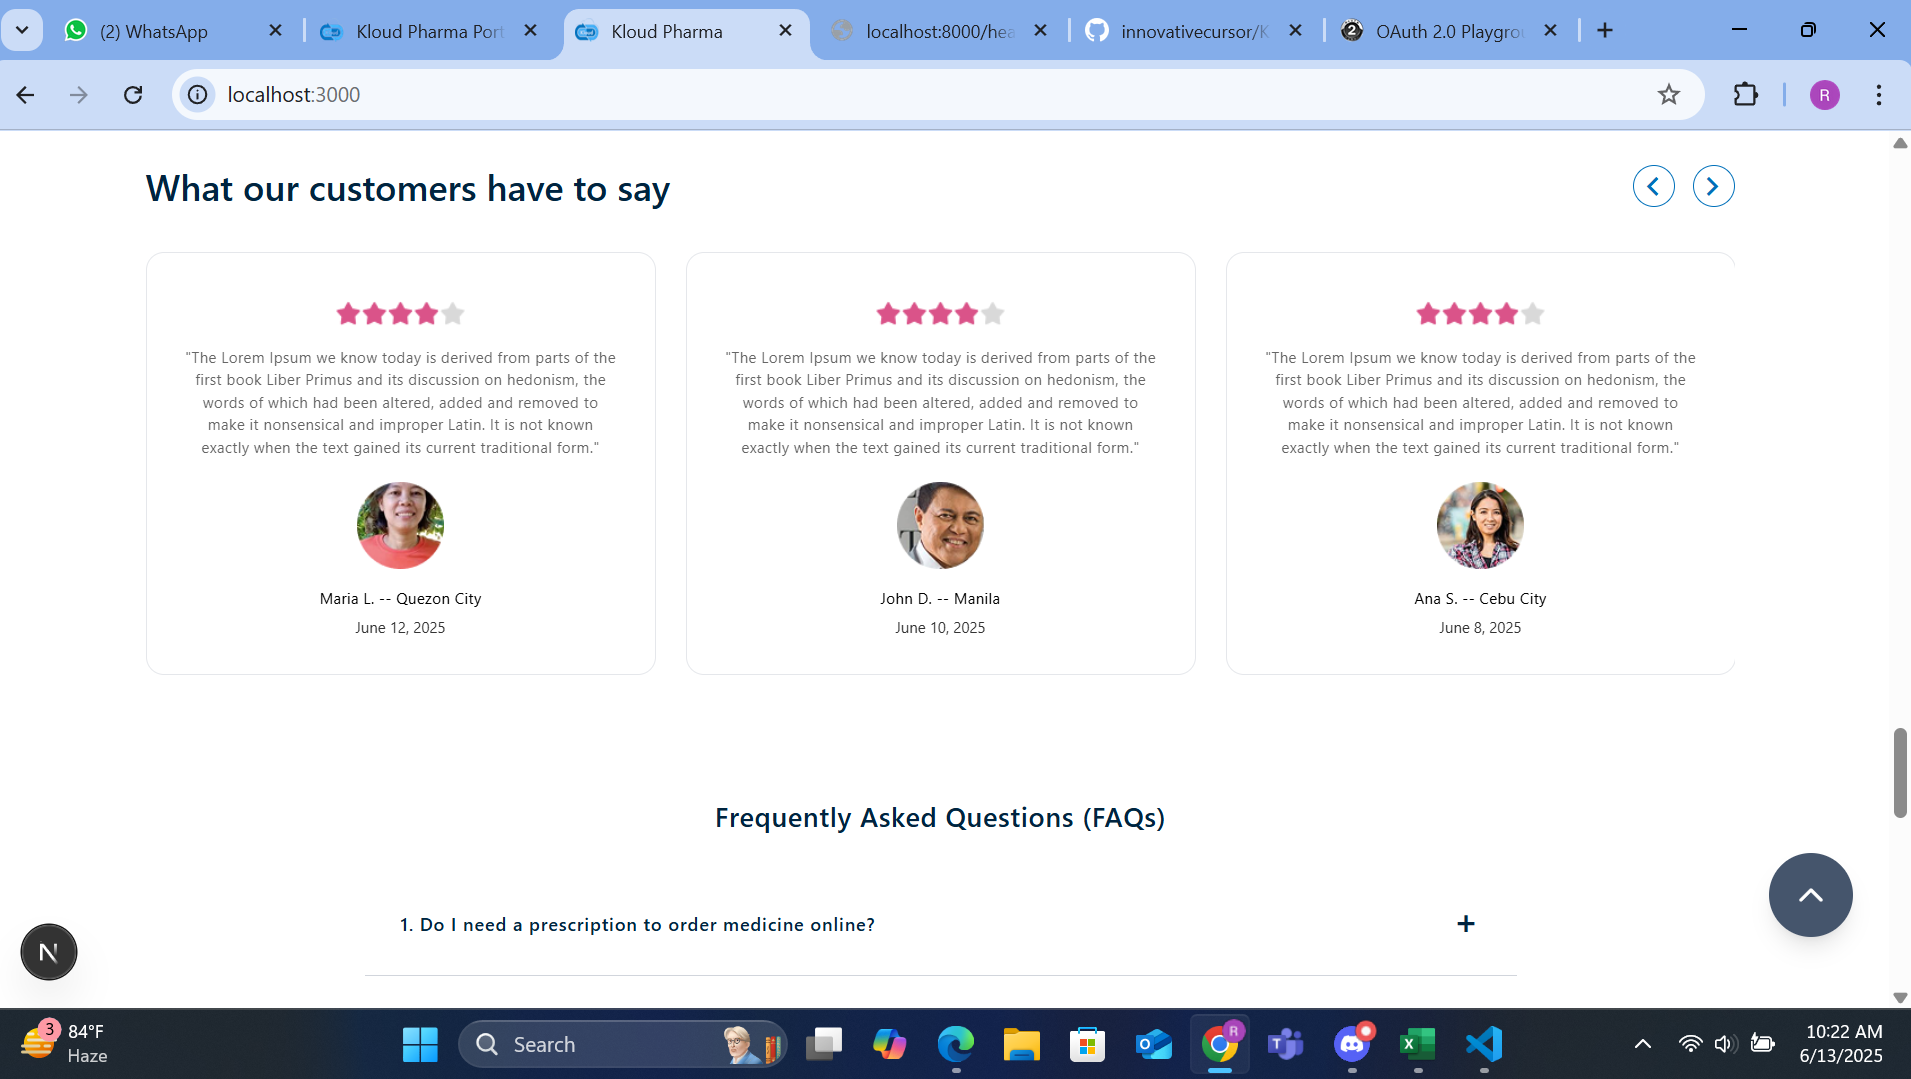 (2) WhatsApp
Kloud Pharma Port
Kloud Pharma
localhost:8000/hea
innovativecursor/K
2
OAuth 2.0 Playgrou
localhost:3000
R
What our customers have to say
"The Lorem Ipsum we know today is derived from parts of the
first book Liber Primus and its discussion on hedonism, the
words of which had been altered, added and removed to
make it nonsensical and improper Latin. It is not known
exactly when the text gained its current traditional form."
Maria L. -- Quezon City
June 12, 2025
"The Lorem Ipsum we know today is derived from parts of the
first book Liber Primus and its discussion on hedonism, the
words of which had been altered, added and removed to
make it nonsensical and improper Latin. It is not known
exactly when the text gained its current traditional form."
John D. -- Manila
June 10, 2025
"The Lorem Ipsum we know today is derived from parts of the
first book Liber Primus and its discussion on hedonism, the
words of which had been altered, added and removed to
make it nonsensical and improper Latin. It is not known
exactly when the text gained its current traditional form."
Ana S. -- Cebu City
June 8, 2025
Frequently Asked Questions (FAQs)
1. Do I need a prescription to order medicine online?
N
3
84°F
Haze
Search
R
10:22 AM
6/13/2025